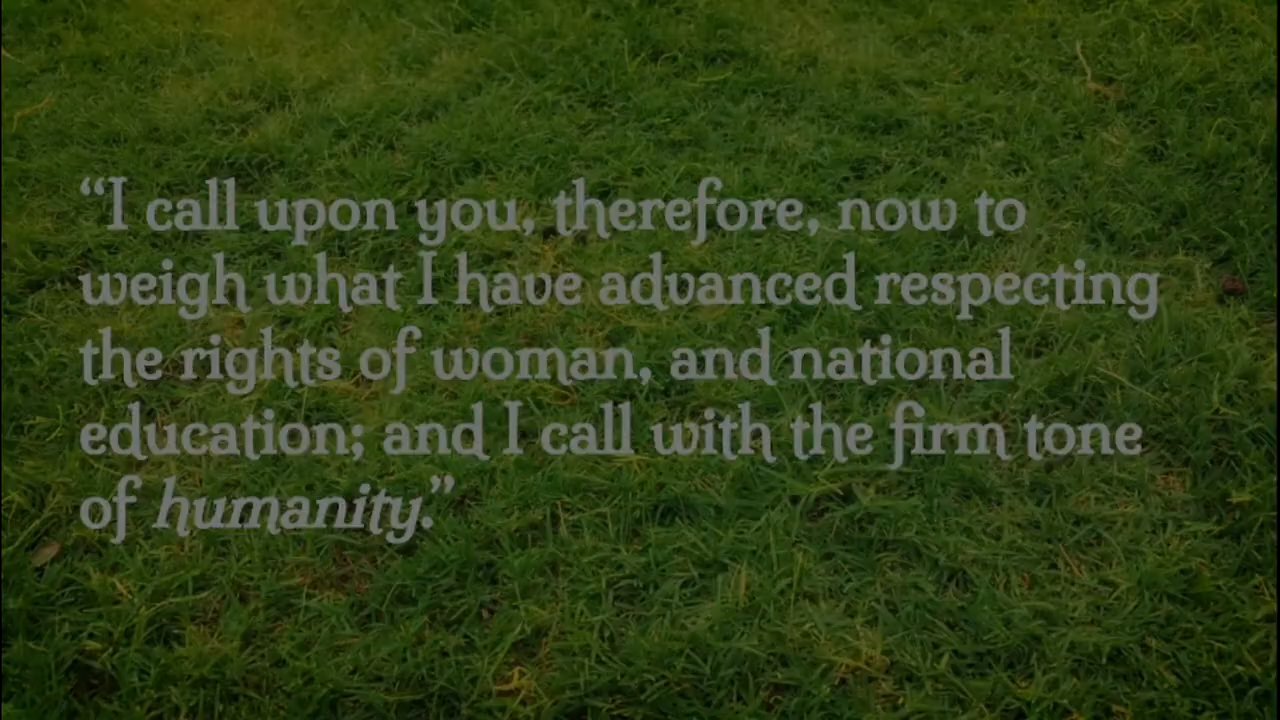 “I call upon you, therefore, now to
weigh what I have advanced respecting
the rights of woman, and national
education; and I call with the firm tone
of humanity.”